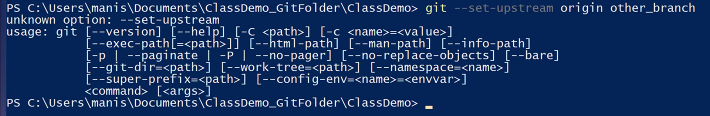 PS C:\Users\manis\Documents\ClassDemo_GitFolder\ClassDemo> git --set-upstream origin other_branch
unknown option: --set-upstream
usage: git [--version] [--help] [-C <path>] [-c <name>=<value>]
           [--exec-path[=<path>]] [--html-path] [--man-path] [--info-path]
           [-p | --paginate | -P | --no-pager] [--no-replace-objects] [--bare]
           [--git-dir=<path>] [--work-tree=<path>] [--namespace=<name>]
           [--super-prefix=<path>] [--config-env=<name>=<envvar>]
           <command> [<args>]
PS C:\Users\manis\Documents\ClassDemo_GitFolder\ClassDemo>